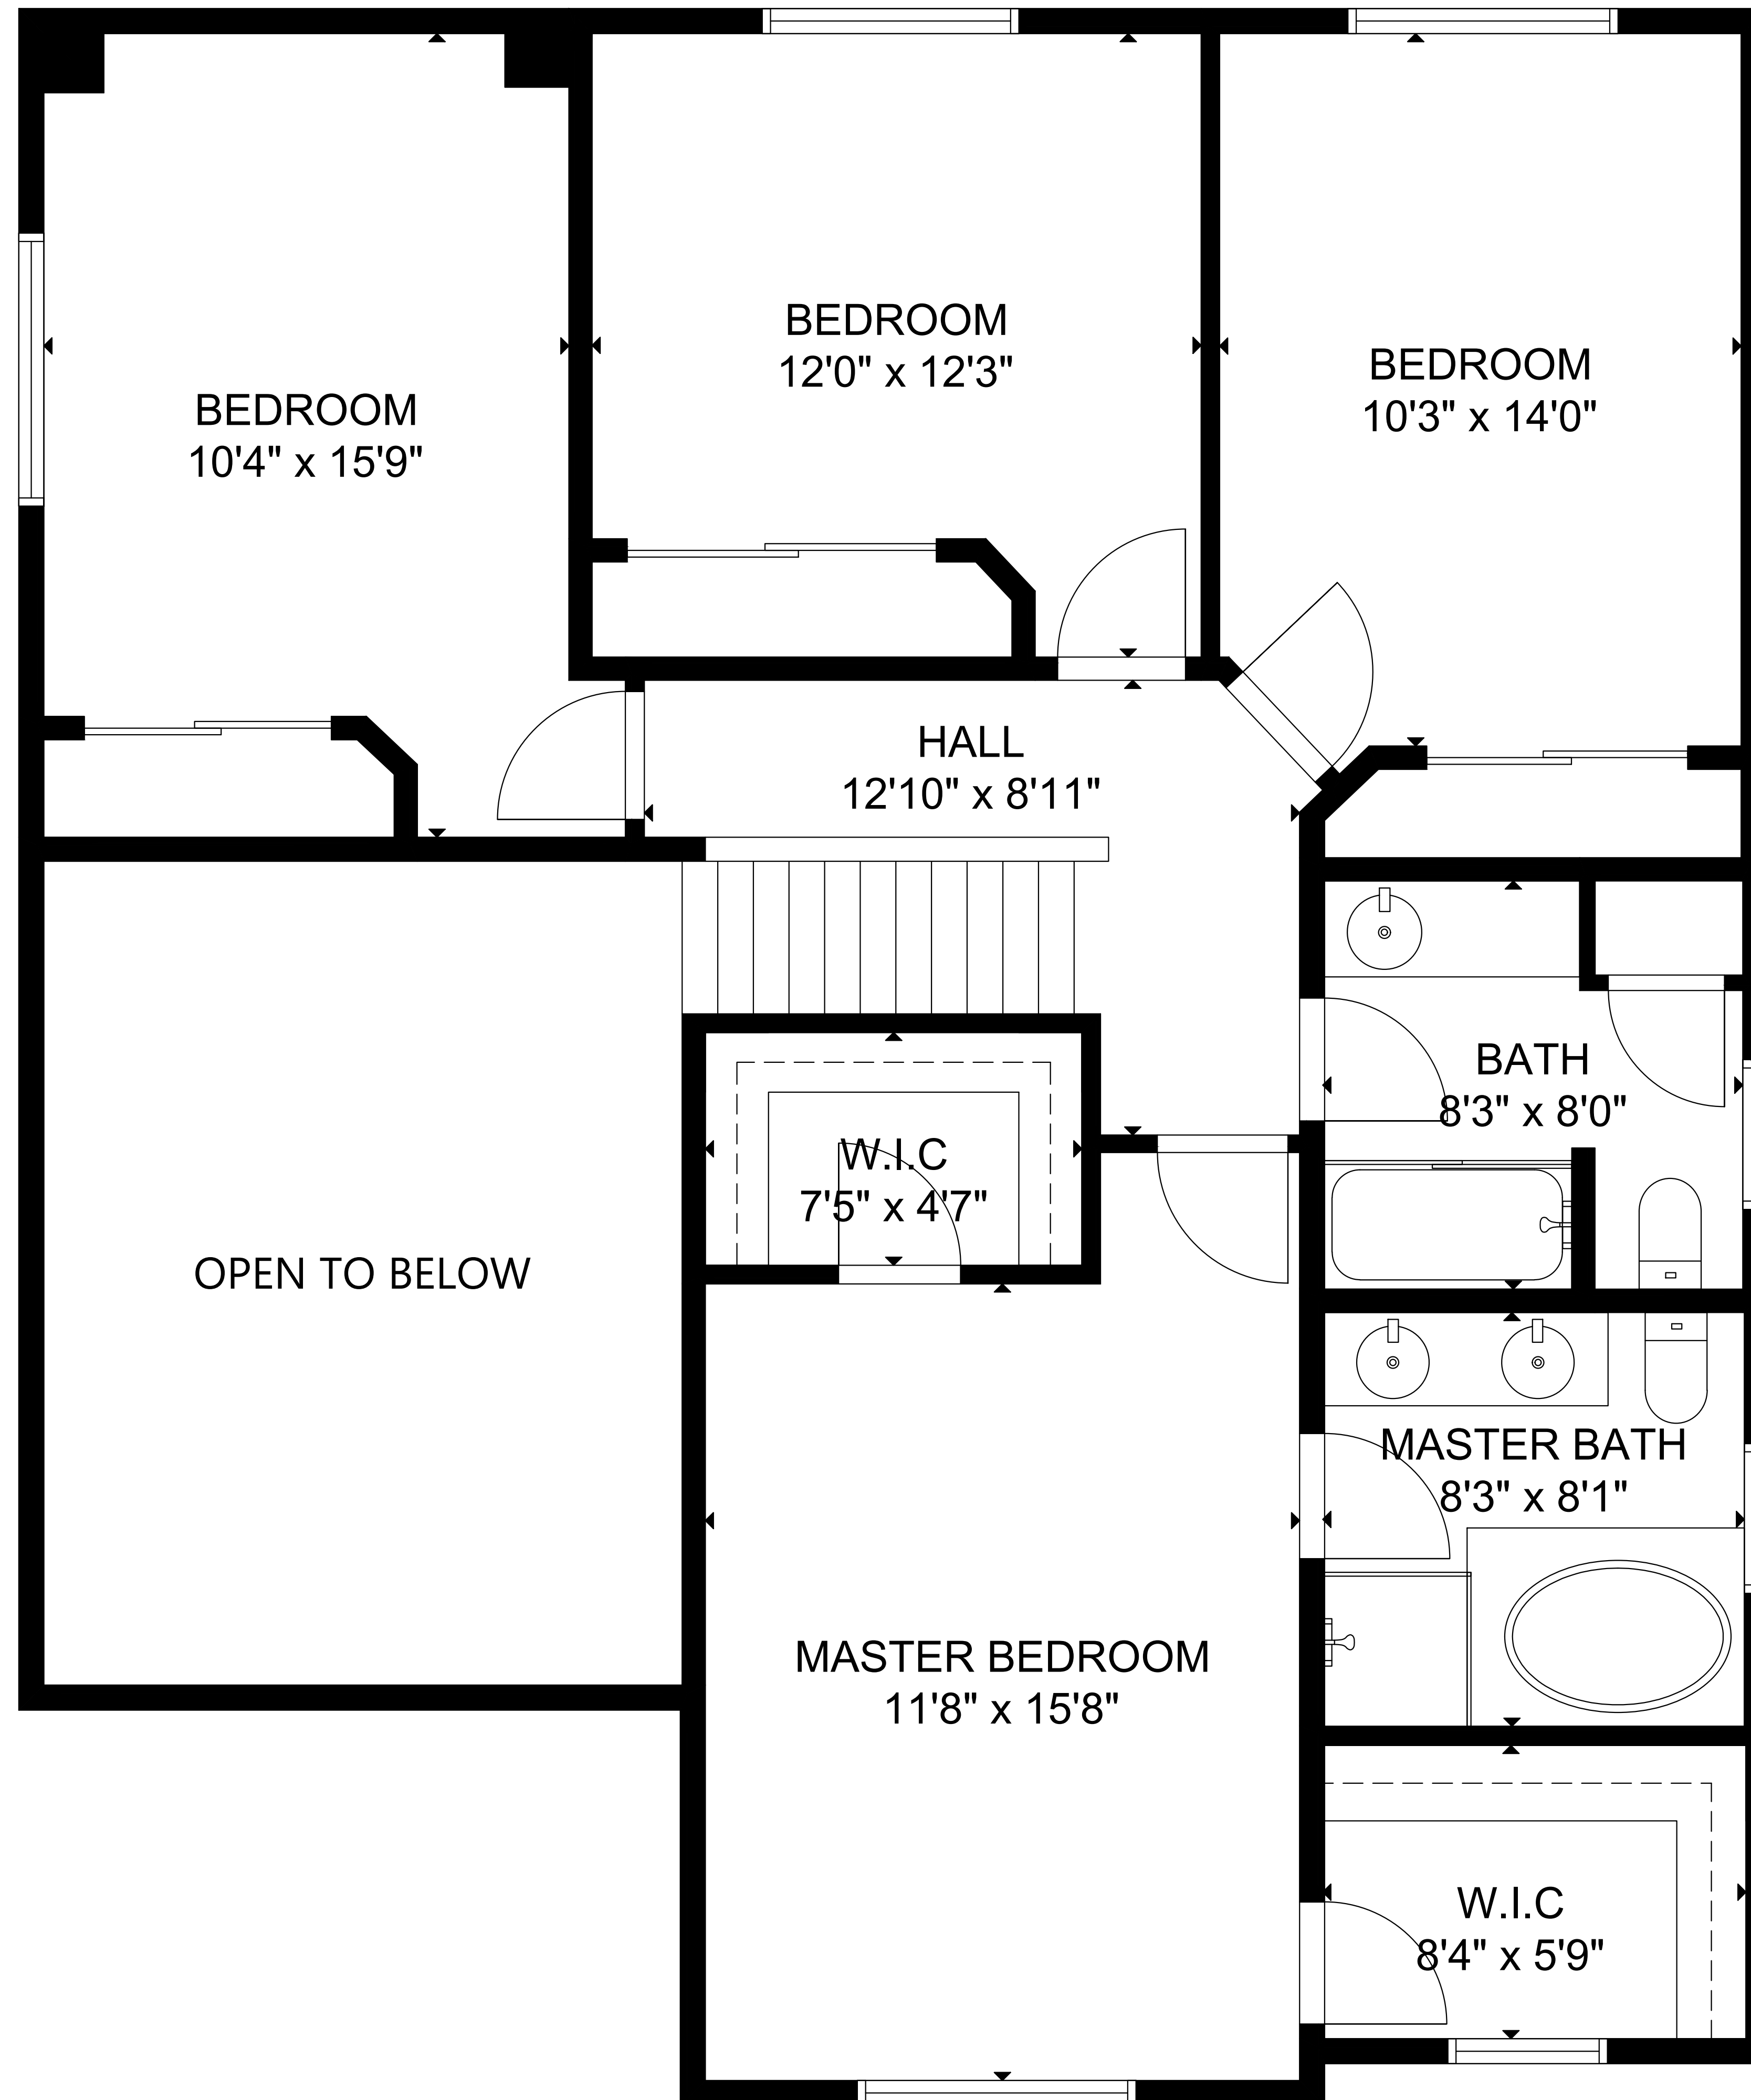 BEDROOM
12'0" x 12'3"
BEDROOM
10'3" x 14'0"
BEDROOM
10'4" x 15'9"
HALL
12'10" x 8'11"
BATH
8'3" x 8'0"
W.I.C
7'5" x 4'7"
OPEN TO BELOW
MASTER BATH
8'3" x 8'1"
MASTER BEDROOM
11'8" x 15'8"
W.I.C
8'4" x 5'9"